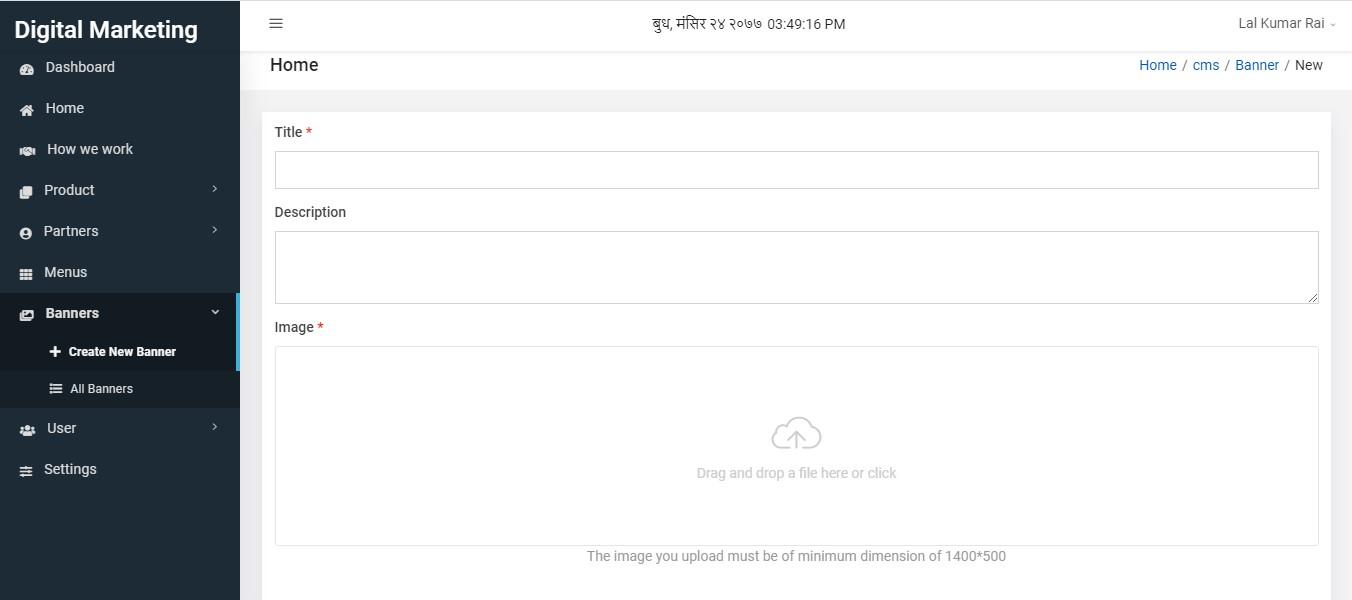 Digital Marketing
बुध, मंसिर २४ २०७७ 03:49:16 PM
Lal Kumar Rai
Dashboard
Home
How we work
Product
Partners
Menus
Banners
Create New Banner
All Banners
User
Settings
Home
Home / cms / Banner / New
Title *
Description
Image *
Drag and drop a file here or click
The image you upload must be of minimum dimension of 1400*500